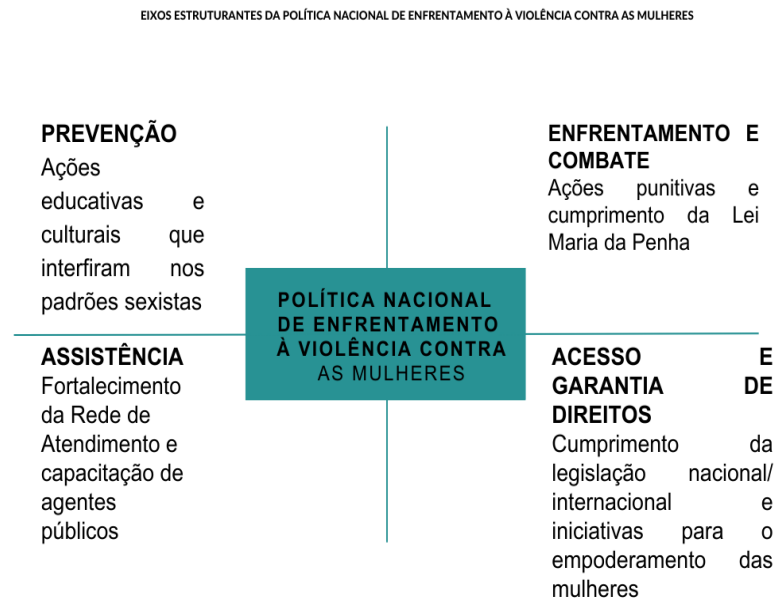 EIXOS ESTRUTURANTES DA POLÍTICA NACIONAL DE ENFRENTAMENTO À VIOLÊNCIA CONTRA AS MULHERES
PREVENÇÃO
Ações
educativas e
culturais que
interfiram nos
padrões sexistas
ENFRENTAMENTO E
COMBATE
Ações punitivas e
cumprimento da Lei
Maria da Penha
POLÍTICA NACIONAL
DE ENFRENTAMENTO
À VIOLÊNCIA CONTRA
AS MULHERES
ASSISTÊNCIA
Fortalecimento
da Rede de
Atendimento e
capacitação de
agentes
públicos
ACESSO E
GARANTIA DE
DIREITOS
Cumprimento da
legislação nacional/
internacional e
iniciativas para o
empoderamento das
mulheres